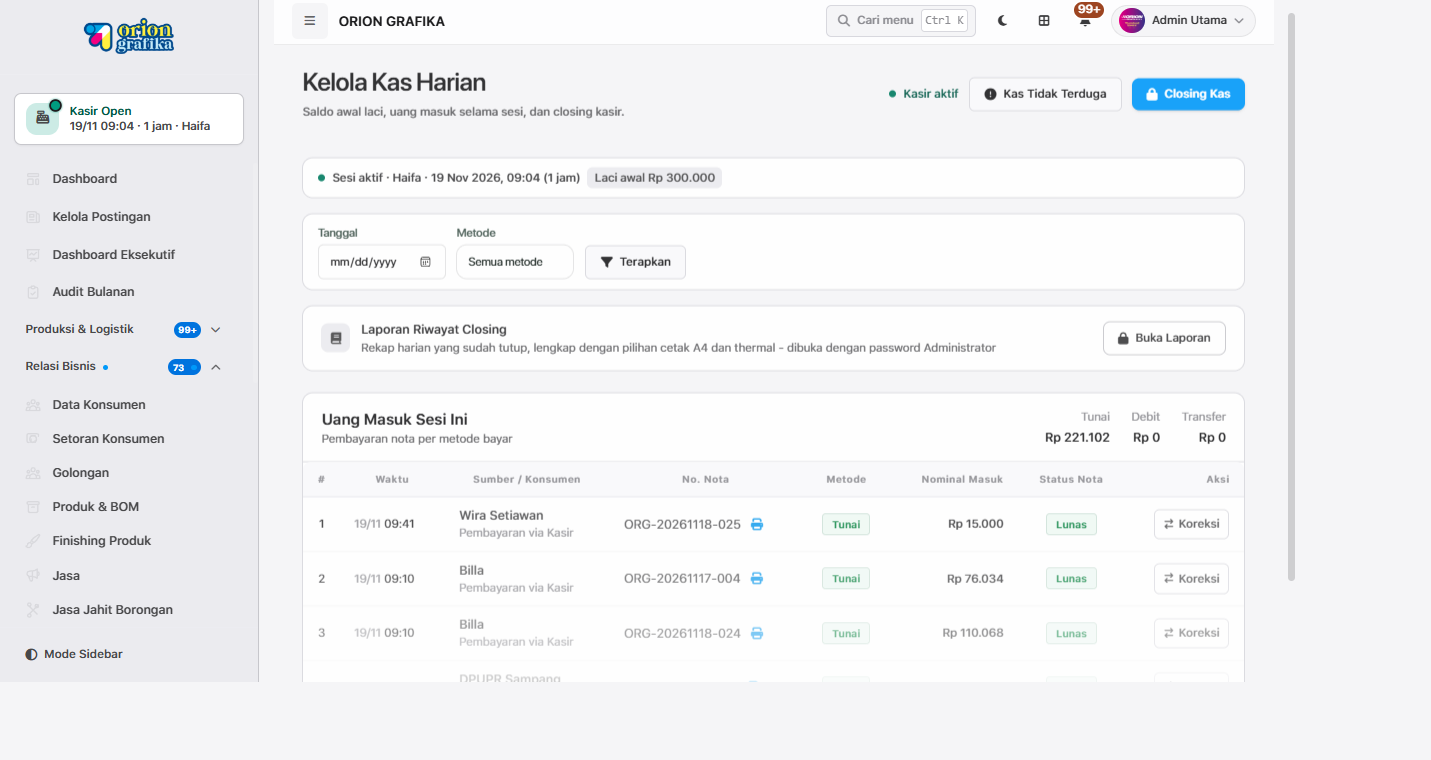 orion
grafika
Kasir Open
19/11 09:04 · 1 jam · Haifa
Dashboard
Kelola Postingan
Dashboard Eksekutif
Audit Bulanan
Produksi & Logistik 99+
Relasi Bisnis 73
Data Konsumen
Setoran Konsumen
Golongan
Produk & BOM
Finishing Produk
Jasa
Jasa Jahit Borongan
Mode Sidebar
ORION GRAFIKA
Cari menu Ctrl K
99+
Admin Utama
Kelola Kas Harian
Saldo awal laci, uang masuk selama sesi, dan closing kasir.
Kasir aktif
Kas Tidak Terduga
Closing Kas
Sesi aktif · Haifa · 19 Nov 2026, 09:04 (1 jam) Laci awal Rp 300.000
Tanggal Metode
mm/dd/yyyy Semua metode Terapkan
Laporan Riwayat Closing
Rekap harian yang sudah tutup, lengkap dengan pilihan cetak A4 dan thermal - dibuka dengan password Administrator
Buka Laporan
Uang Masuk Sesi Ini
Pembayaran nota per metode bayar
Tunai Debit Transfer
Rp 221.102 Rp 0 Rp 0
# Waktu Sumber / Konsumen No. Nota Metode Nominal Masuk Status Nota Aksi
1 19/11 09:41 Wira Setiawan ORG-20261118-025 Tunai Rp 15.000 Lunas Koreksi
Pembayaran via Kasir
2 19/11 09:10 Billa ORG-20261117-004 Tunai Rp 76.034 Lunas Koreksi
Pembayaran via Kasir
3 19/11 09:10 Billa ORG-20261118-024 Tunai Rp 110.068 Lunas Koreksi
Pembayaran via Kasir
DPUPR Sampang